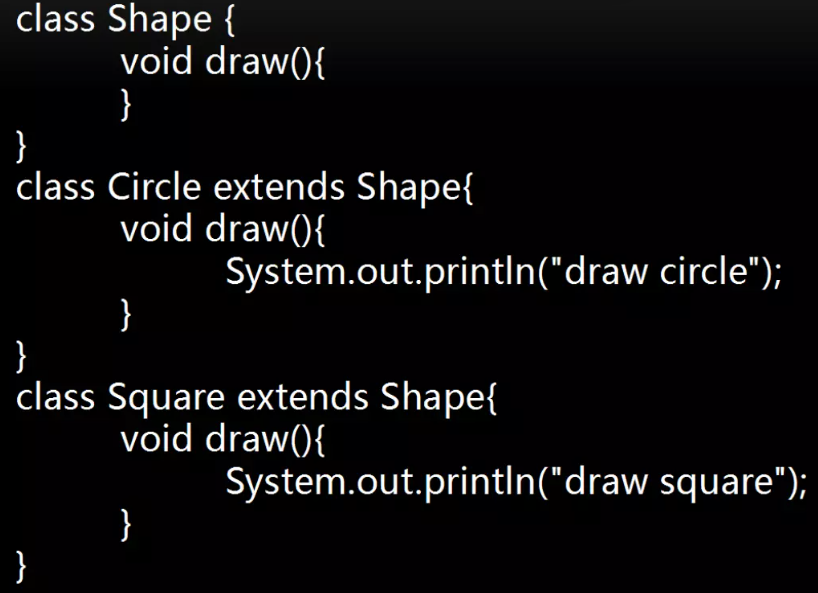 class Shape {
void draw(){
}
}
class Circle extends Shape{
void draw(){
System.out.println("draw circle");
}
}
class Square extends Shape{
void draw(){
System.out.println("draw square");
}
}